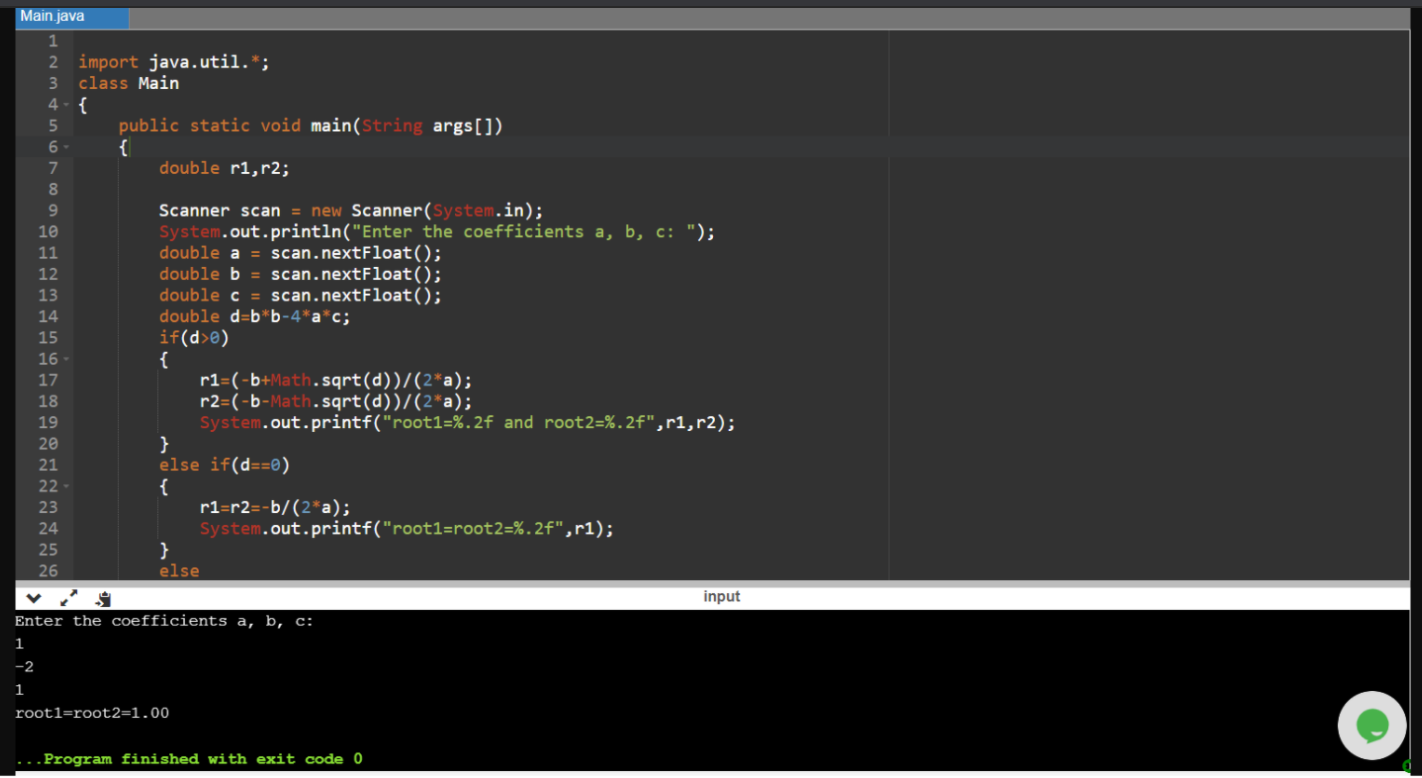 Main.java
1
2 import java.util.*;
3 class Main
4 {
5     public static void main(String args[])
6     {
7         double r1,r2;
8
9         Scanner scan = new Scanner(System.in);
10         System.out.println("Enter the coefficients a, b, c: ");
11         double a = scan.nextFloat();
12         double b = scan.nextFloat();
13         double c = scan.nextFloat();
14         double d=b*b-4*a*c;
15         if(d>0)
16         {
17             r1=(-b+Math.sqrt(d))/(2*a);
18             r2=(-b-Math.sqrt(d))/(2*a);
19             System.out.printf("root1=%.2f and root2=%.2f",r1,r2);
20         }
21         else if(d==0)
22         {
23             r1=r2=-b/(2*a);
24             System.out.printf("root1=root2=%.2f",r1);
25         }
26         else
input
Enter the coefficients a, b, c:
1
-2
1
root1=root2=1.00
...Program finished with exit code 0